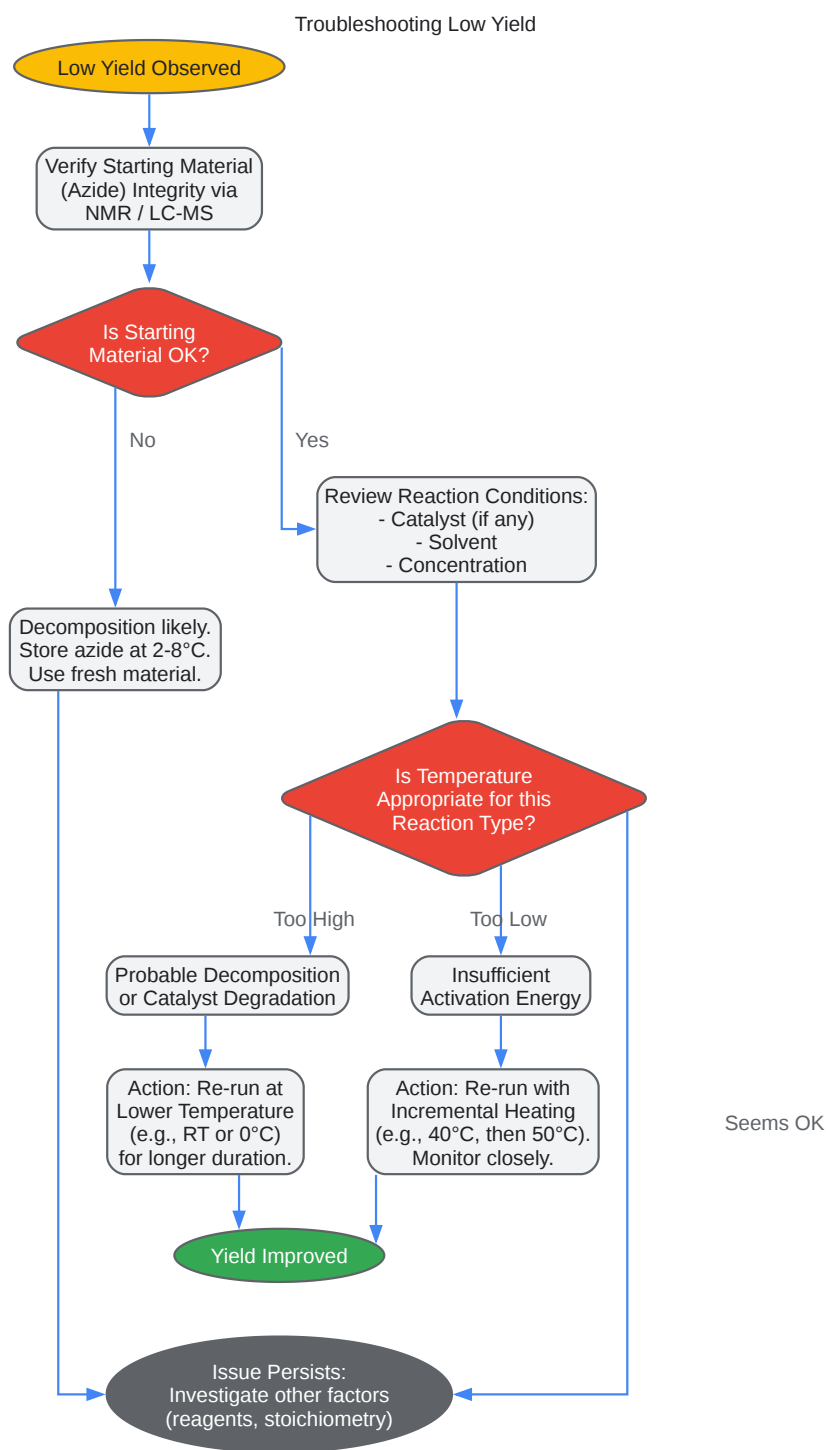 Troubleshooting Low Yield
Low Yield Observed
Verify Starting Material
(Azide) Integrity via
NMR / LC-MS
Is Starting
Material OK?
No
Yes
Review Reaction Conditions:
- Catalyst (if any)
- Solvent
- Concentration
Decomposition likely.
Store azide at 2-8°C.
Use fresh material.
Is Temperature
Appropriate for this
Reaction Type?
Too High
Too Low
Probable Decomposition
or Catalyst Degradation
Insufficient
Activation Energy
Action: Re-run at
Lower Temperature
(e.g., RT or 0°C)
for longer duration.
Action: Re-run with
Incremental Heating
(e.g., 40°C, then 50°C).
Monitor closely.
Seems OK
Yield Improved
Issue Persists:
Investigate other factors
(reagents, stoichiometry)